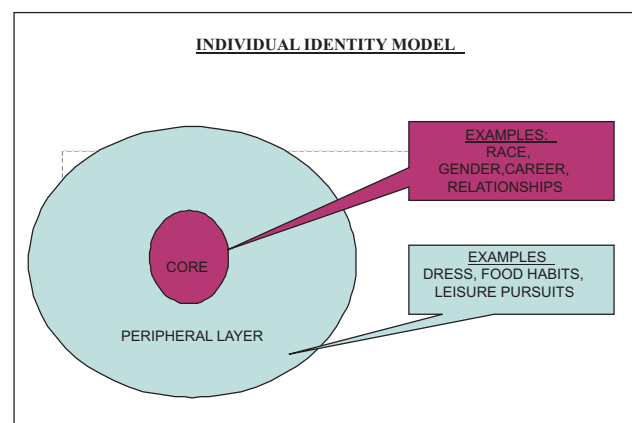 INDIVIDUAL IDENTITY MODEL
EXAMPLES:
RACE,
GENDER,CAREER,
RELATIONSHIPS
CORE
EXAMPLES
DRESS, FOOD HABITS,
LEISURE PURSUITS
PERIPHERAL LAYER